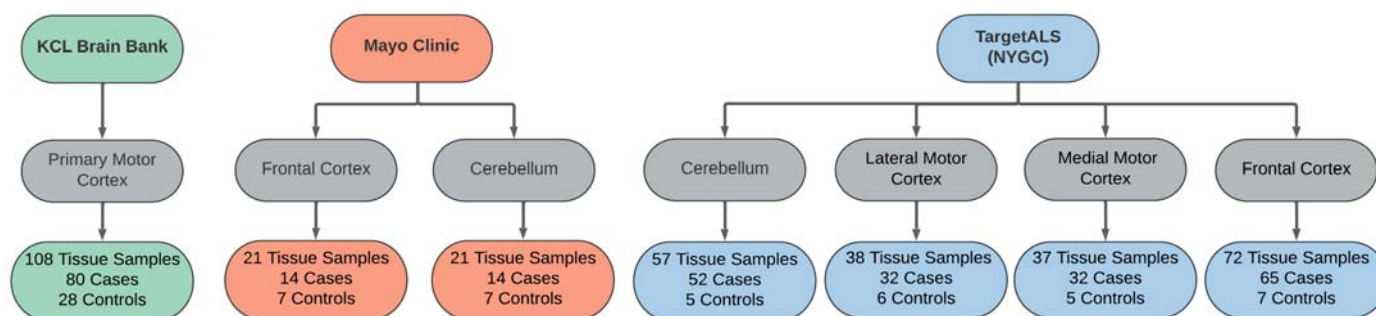 KCL Brain Bank
Mayo Clinic
TargetALS
(NYGC)
Primary Motor
Cortex
Frontal Cortex
Cerebellum
Cerebellum
Lateral Motor
Cortex
Medial Motor
Cortex
Frontal Cortex
108 Tissue Samples
80 Cases
28 Controls
21 Tissue Samples
14 Cases
7 Controls
21 Tissue Samples
14 Cases
7 Controls
57 Tissue Samples
52 Cases
5 Controls
38 Tissue Samples
32 Cases
6 Controls
37 Tissue Samples
32 Cases
5 Controls
72 Tissue Samples
65 Cases
7 Controls